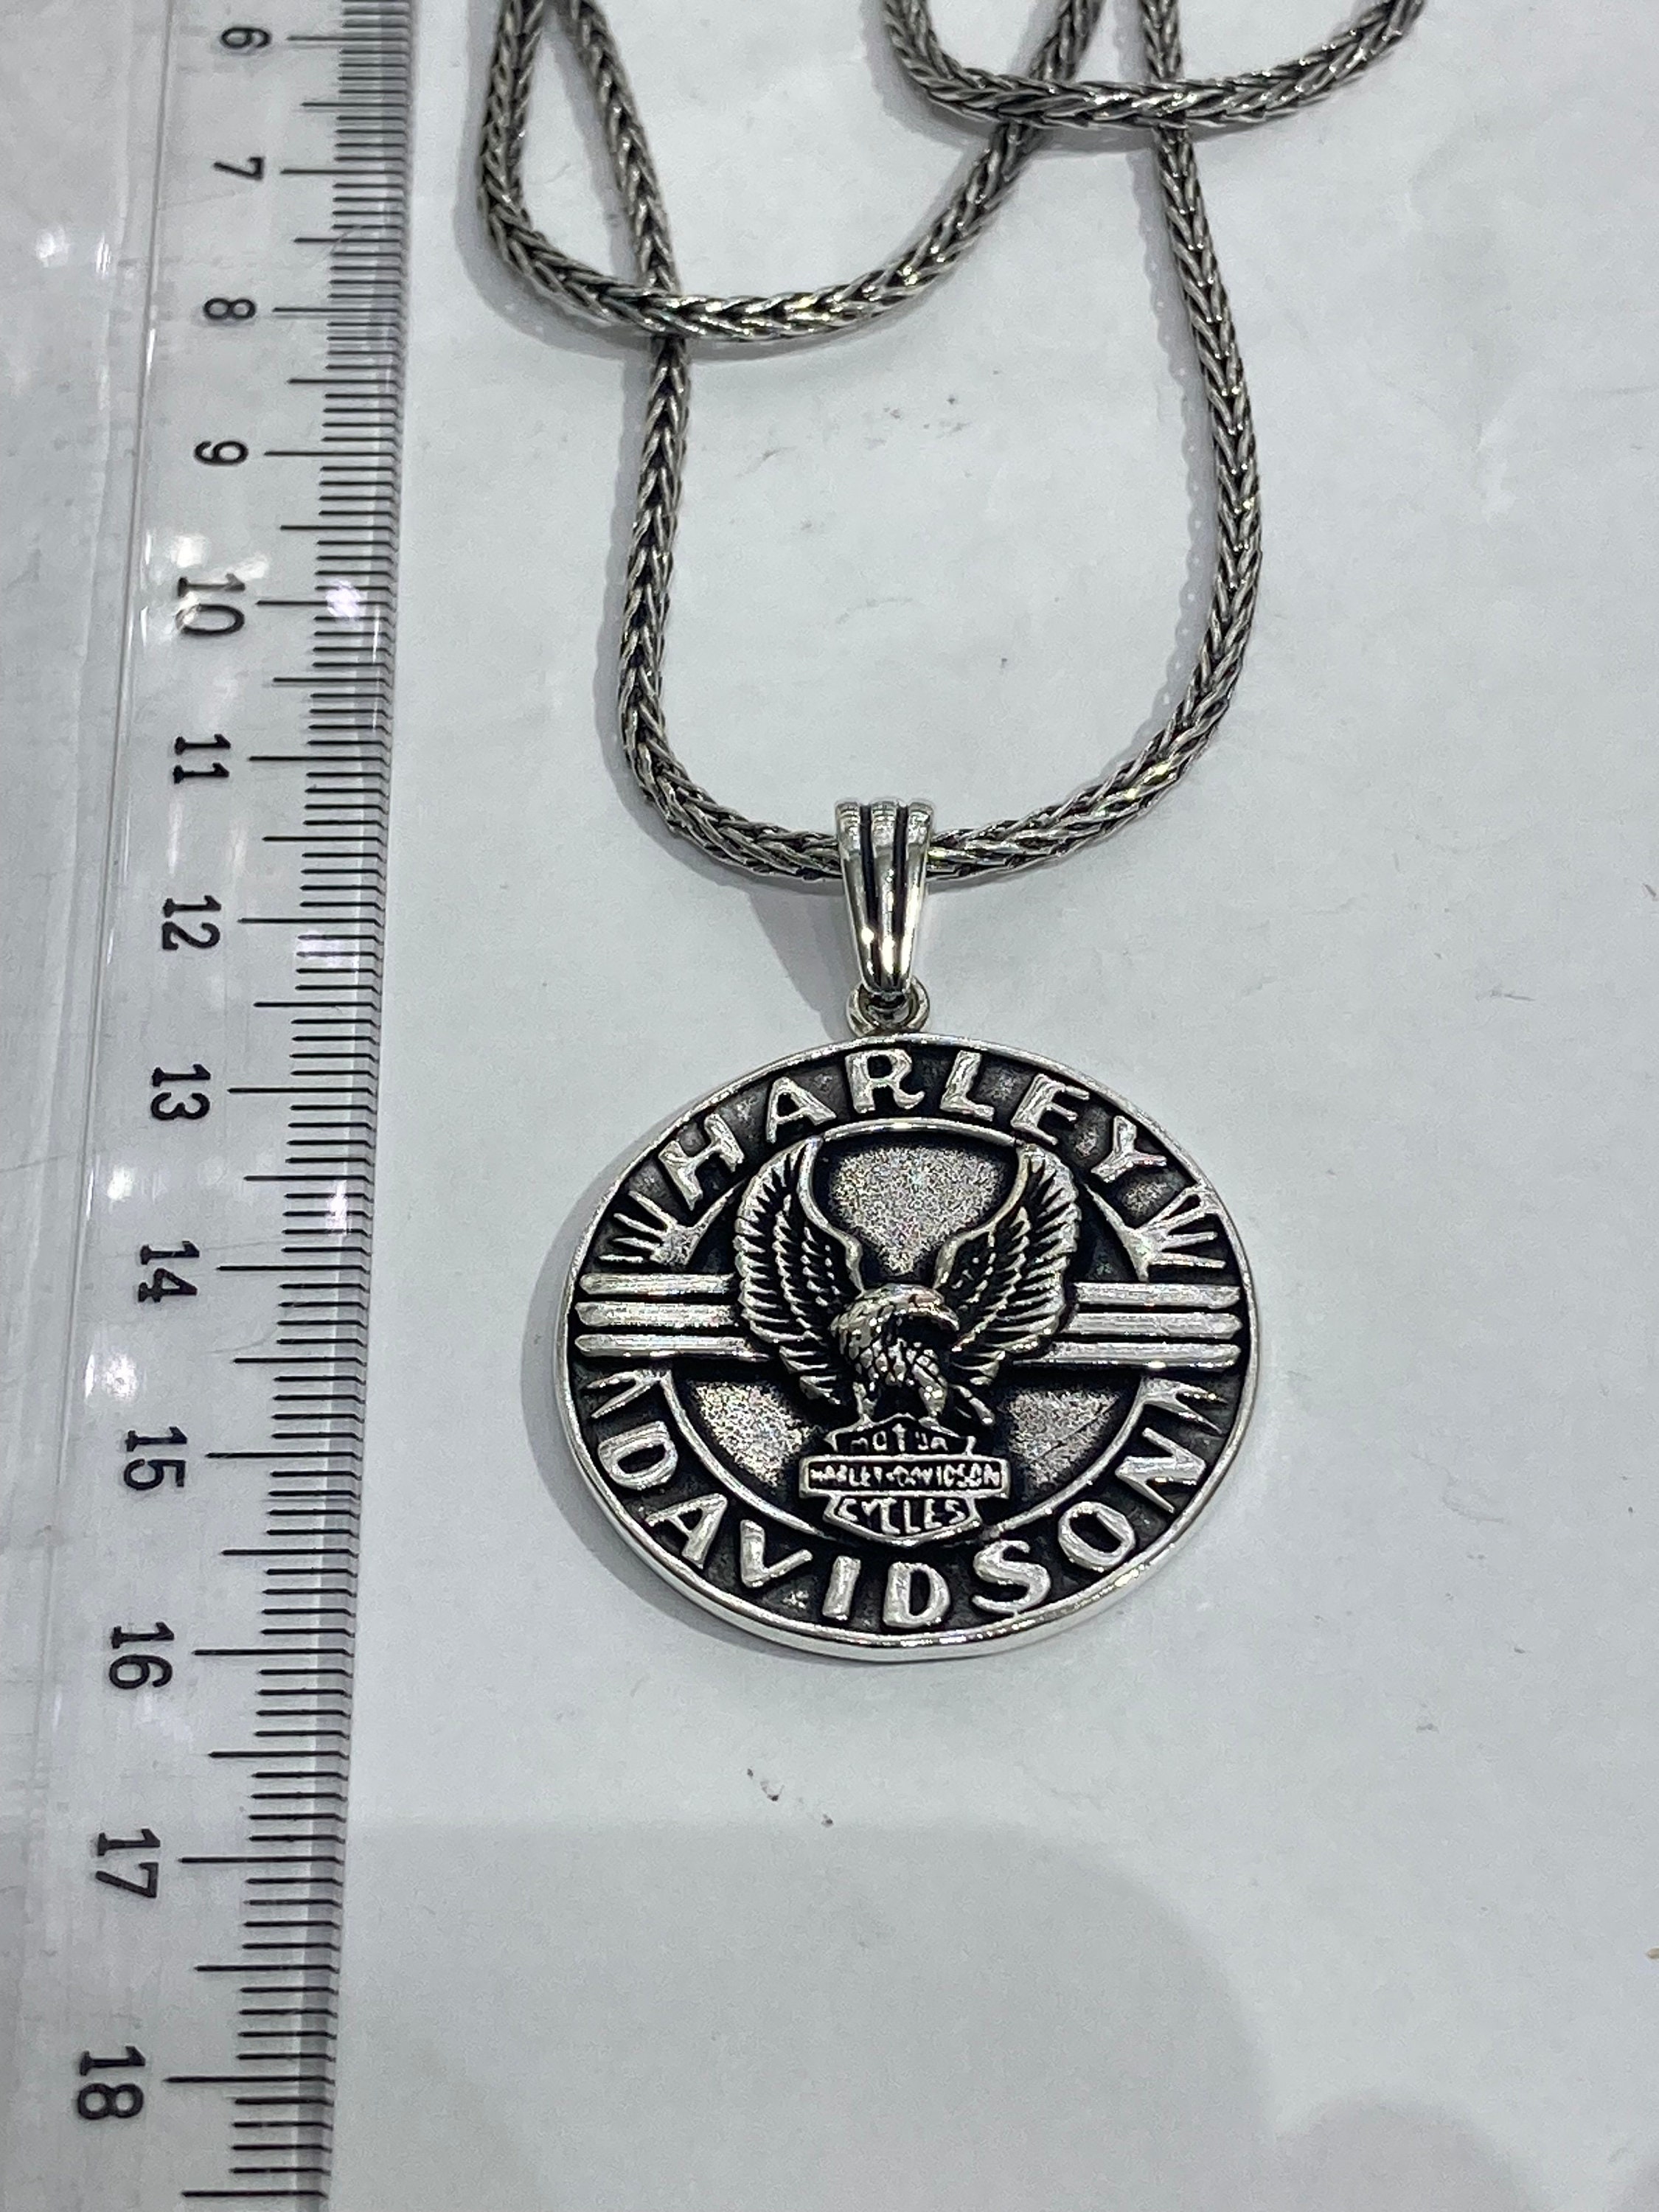 6
7
8
9
10
11
12
13
14
15
16
17
18
HARLEY
MOTOR
HARLEY-DAVIDSON
CYCLES
DAVIDSON